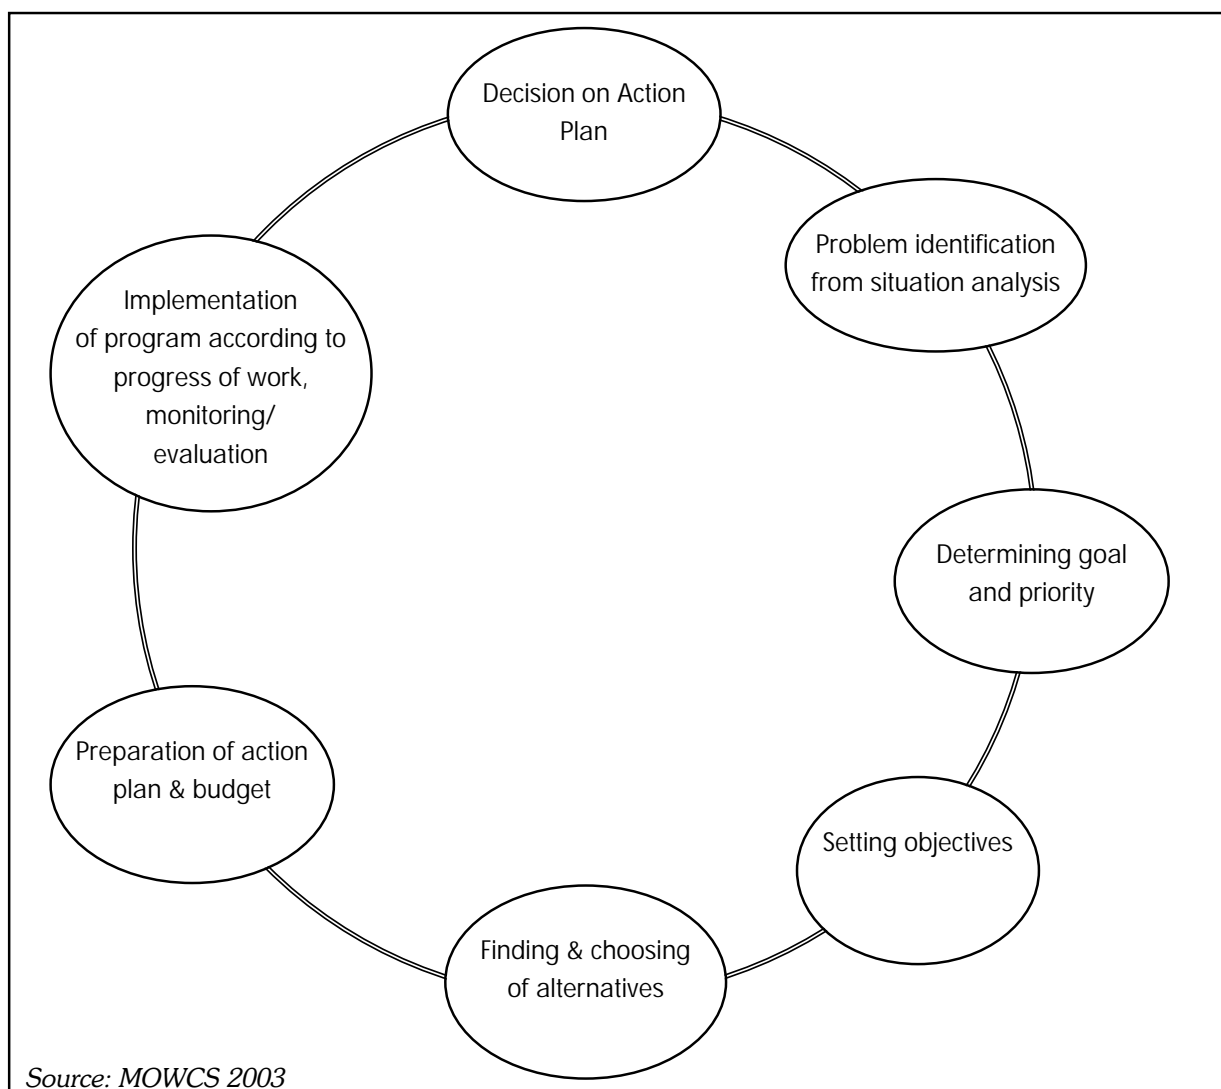 Decision on Action
Plan
Problem identification
from situation analysis
Determining goal
and priority
Setting objectives
Finding & choosing
of alternatives
Preparation of action
plan & budget
Implementation
of program according to
progress of work,
monitoring/
evaluation
Source: MOWCS 2003